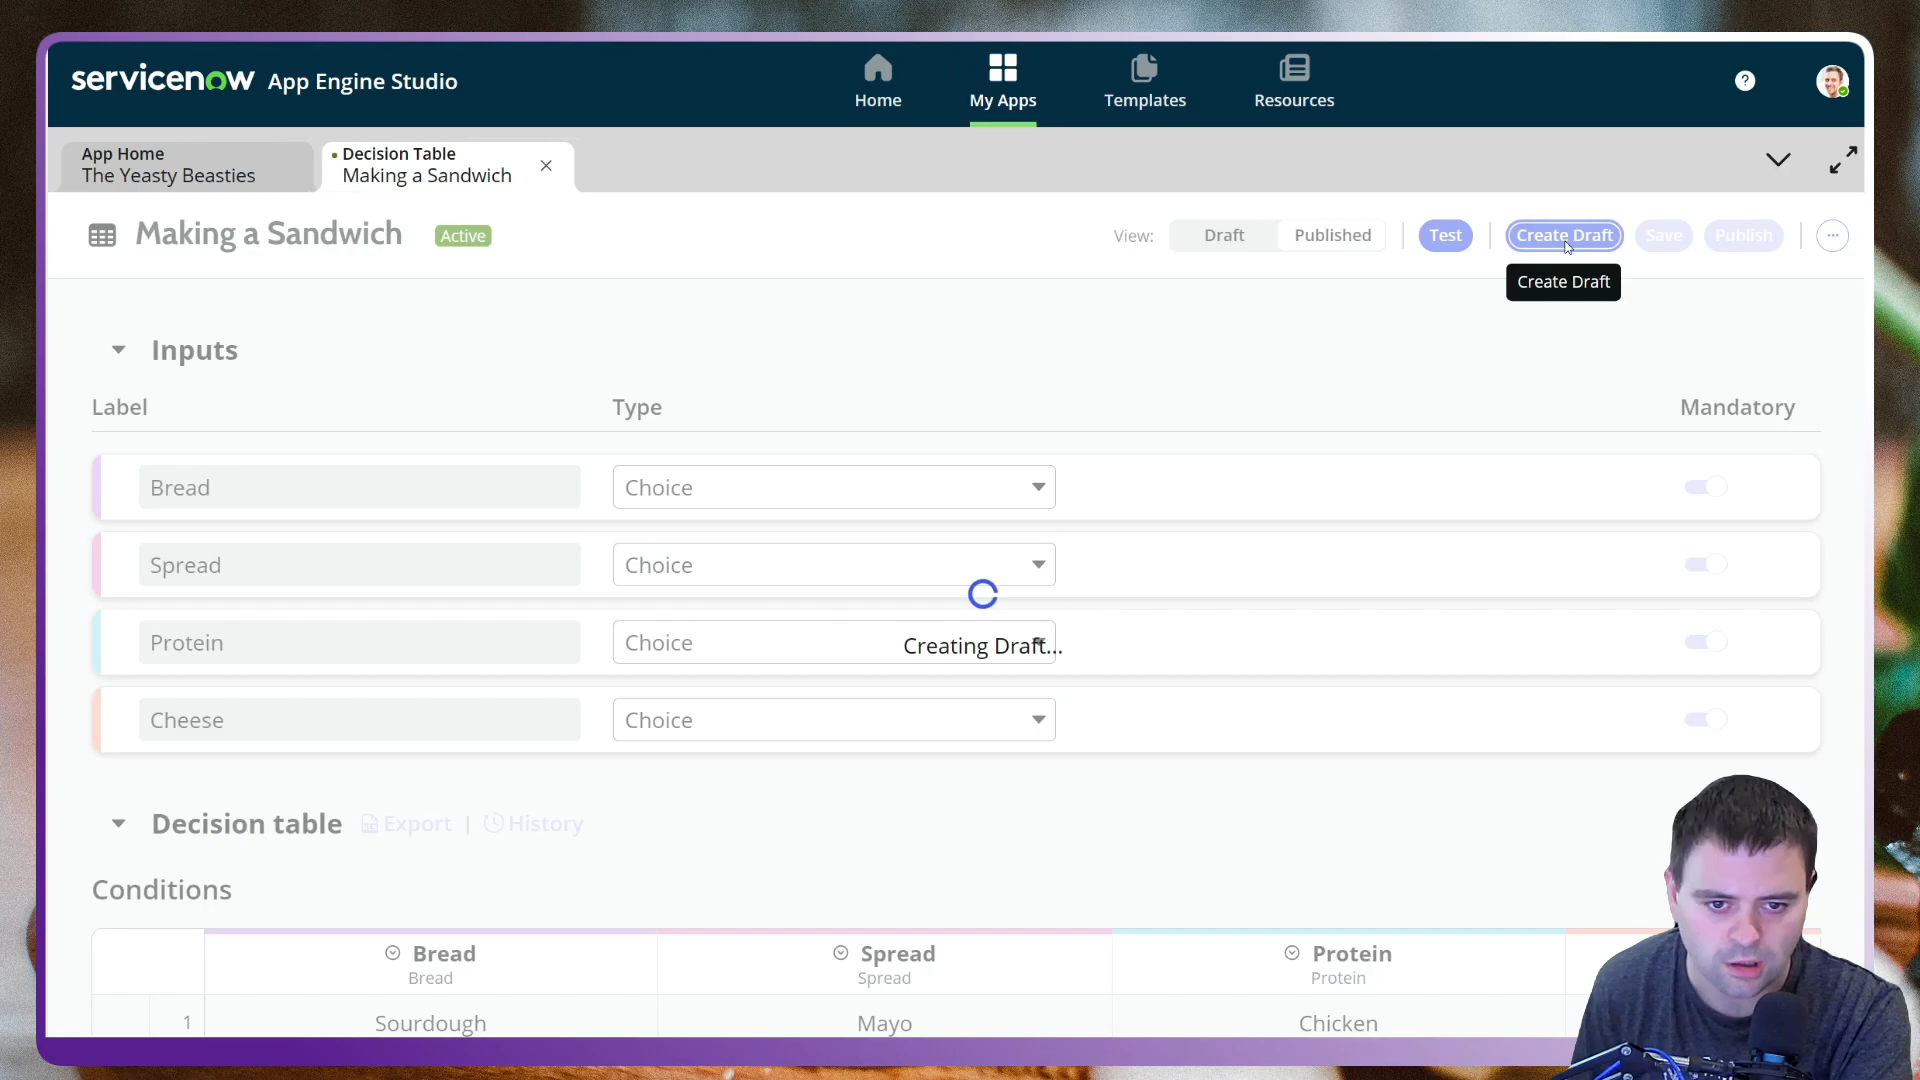 servicenow App Engine Studio
Home
My Apps
Templates
Resources
?
App Home
The Yeasty Beasties
Decision Table
Making a Sandwich
Making a Sandwich
Active
View:
Draft
Published
Test
Create Draft
Save
Publish
Create Draft
Inputs
Label
Type
Mandatory
Bread
Choice
Spread
Choice
Protein
Choice
Creating Draft...
Cheese
Choice
Decision table
Export
|
History
Conditions
Bread
Bread
Spread
Spread
Protein
Protein
1
Sourdough
Mayo
Chicken